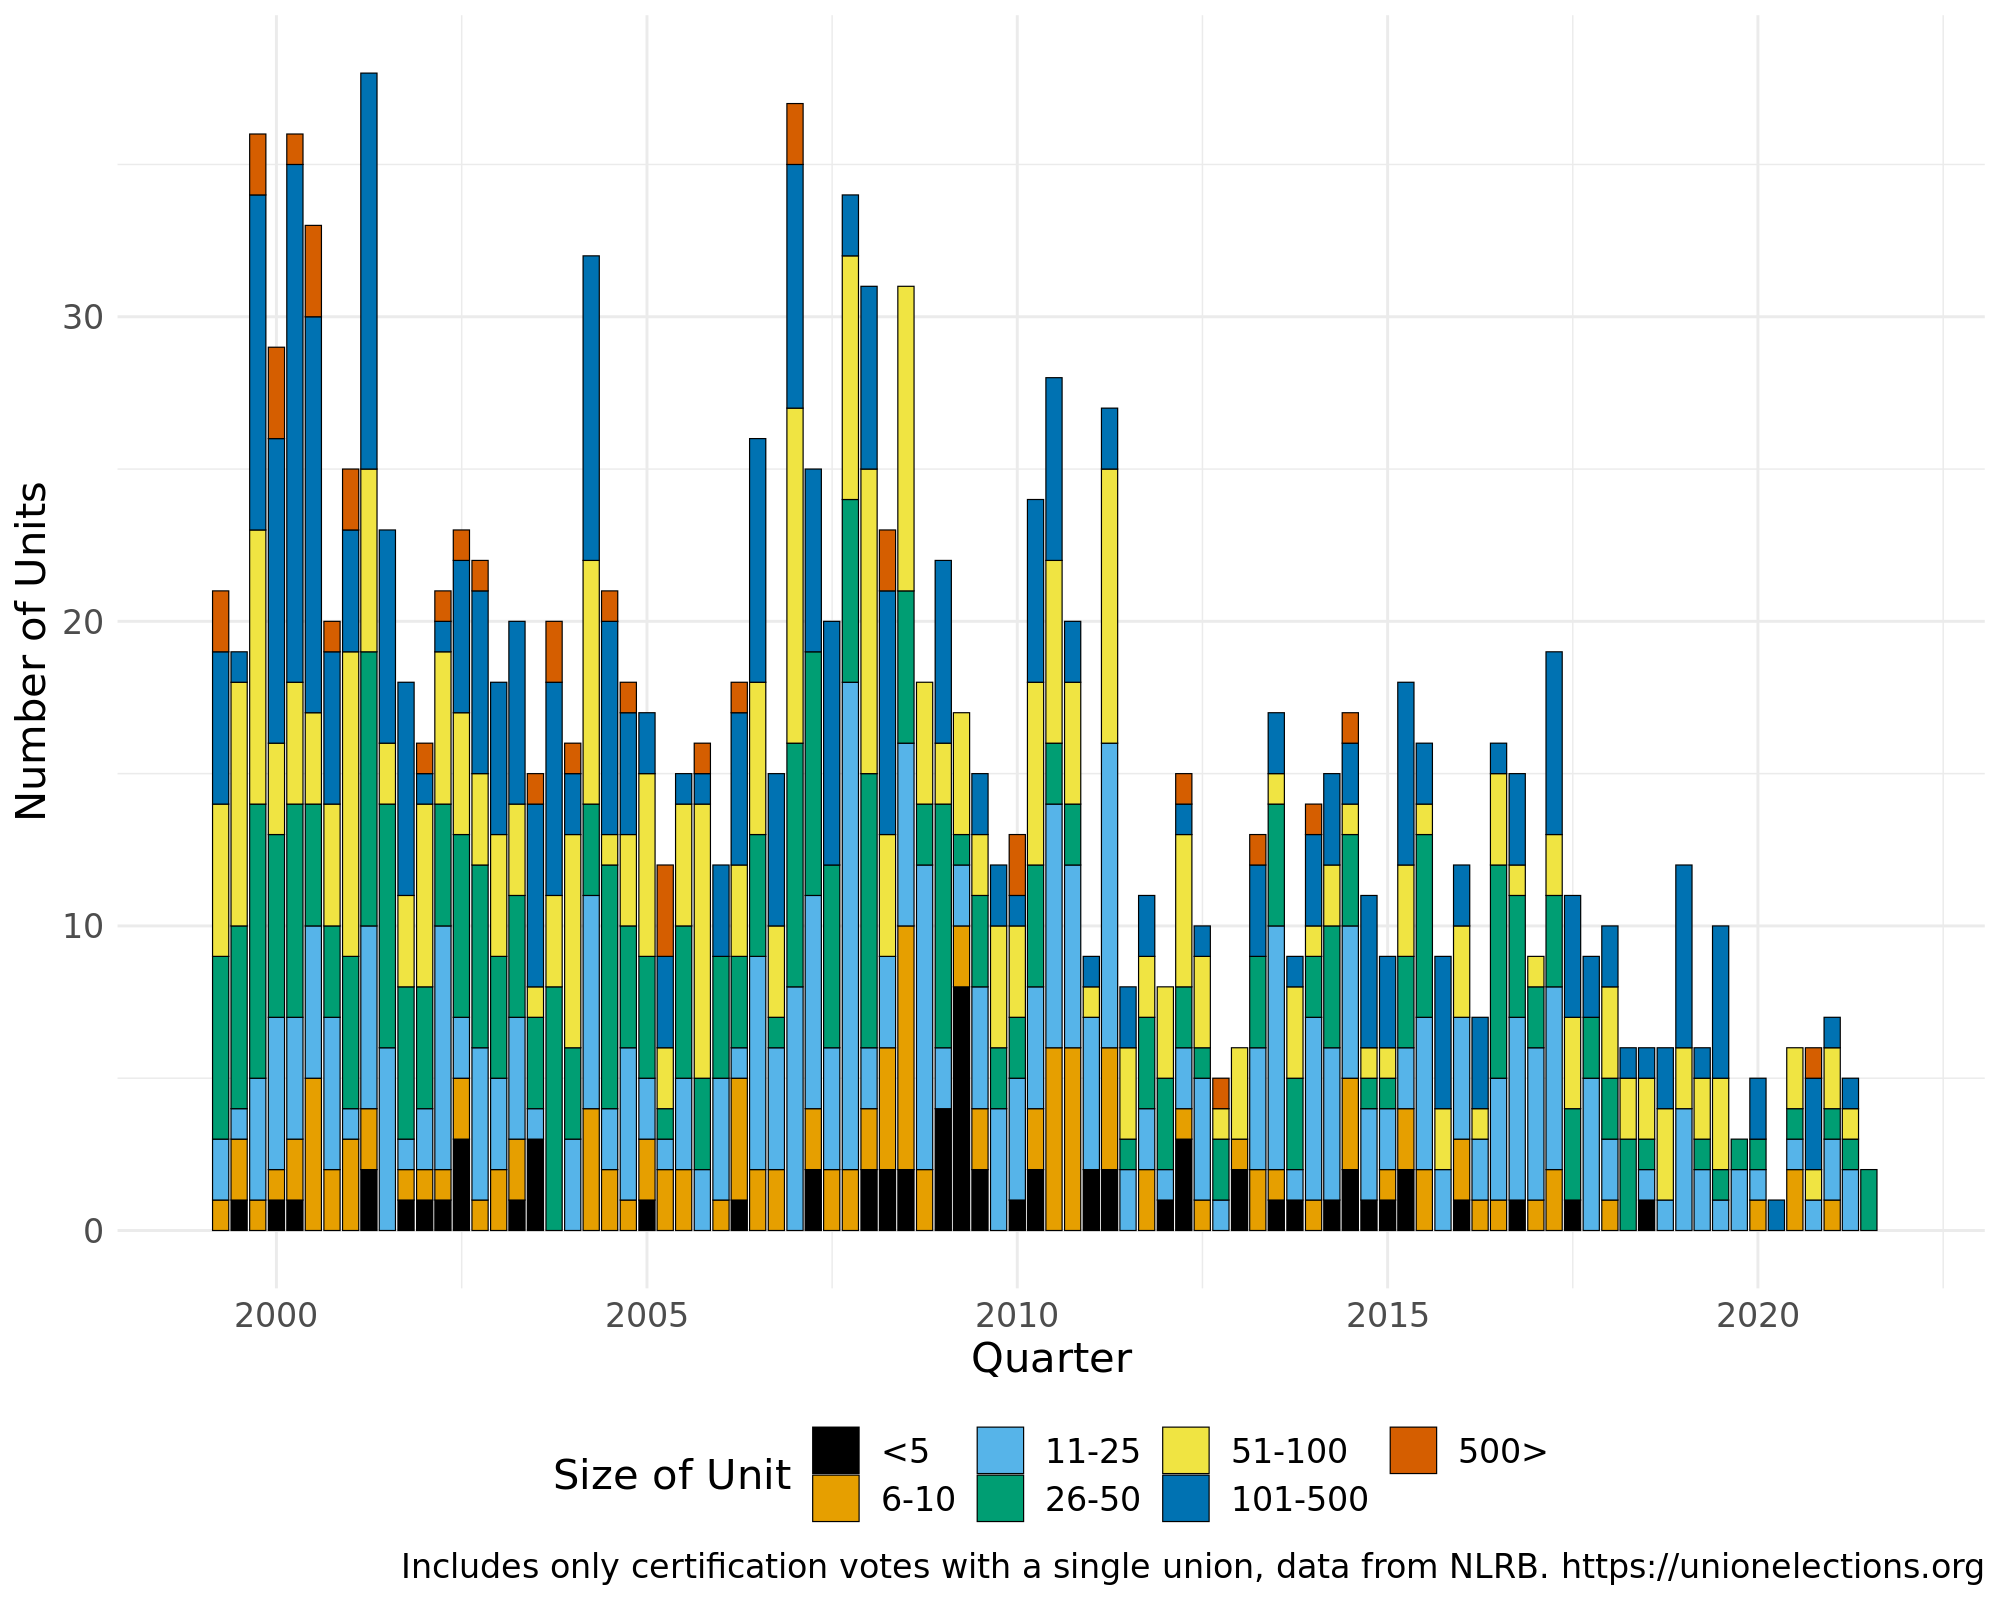 Number of Units
30
20
10
0
2000 2005 2010 2015 2020
Quarter
Size of Unit
<5 11-25 51-100 500>
6-10 26-50 101-500
Includes only certification votes with a single union, data from NLRB. https://unionelections.org